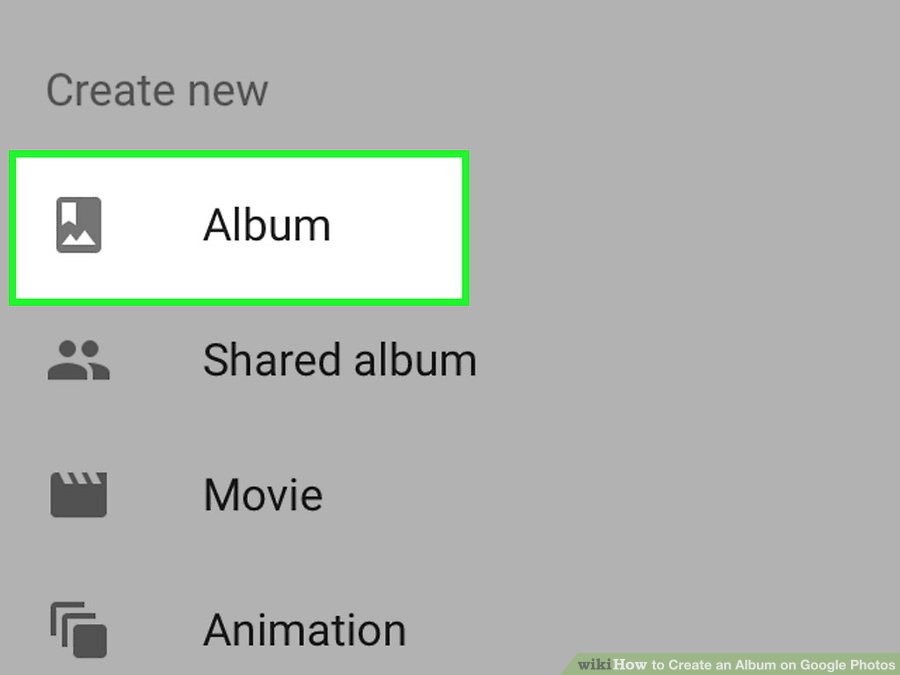 Create new
Album
Shared album
Movie
Animation
wikiHow to Create an Album on Google Photos